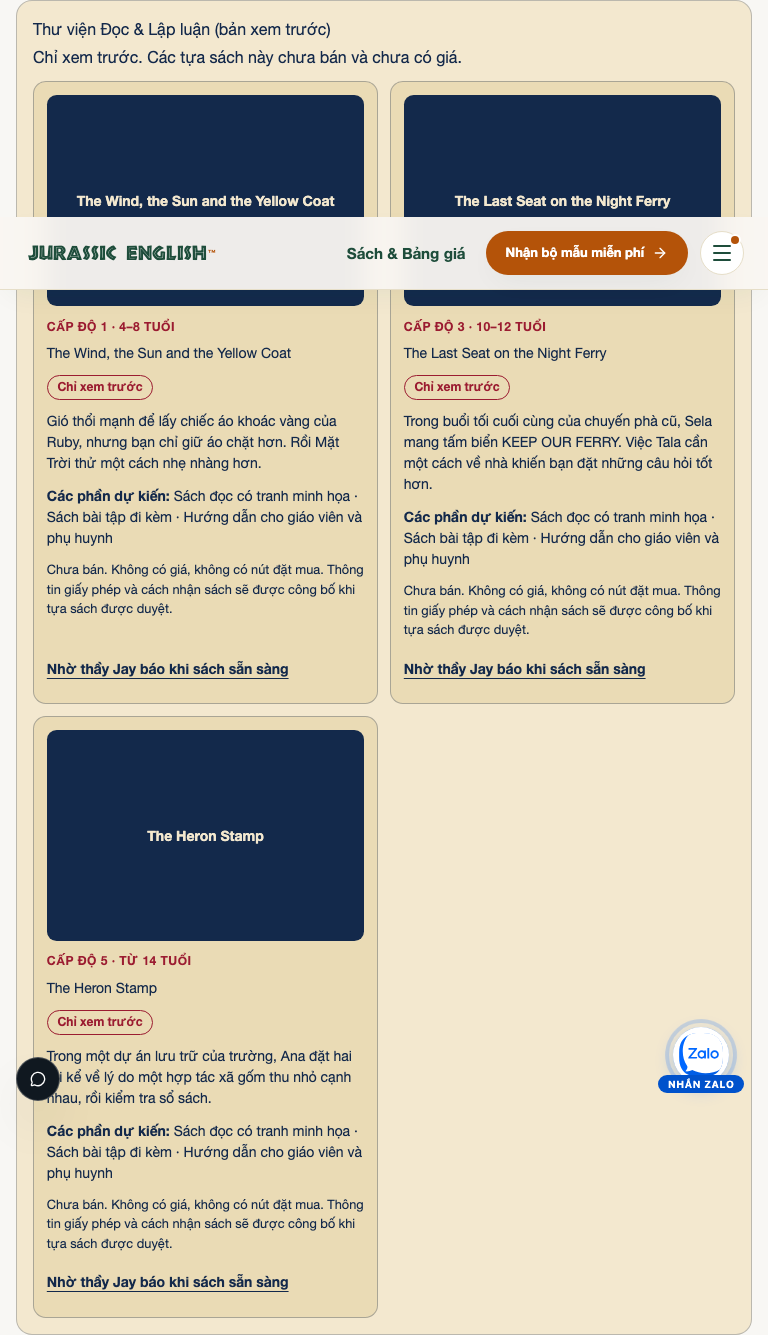 Thư viện Đọc & Lập luận (bản xem trước)
Chỉ xem trước. Các tựa sách này chưa bán và chưa có giá.
The Wind, the Sun and the Yellow Coat
The Last Seat on the Night Ferry
JURASSIC ENGLISH™
Sách & Bảng giá
Nhận bộ mẫu miễn phí →
CẤP ĐỘ 1 · 4–8 TUỔI
The Wind, the Sun and the Yellow Coat
Chỉ xem trước
Gió thổi mạnh để lấy chiếc áo khoác vàng của
Ruby, nhưng bạn chỉ giữ áo chặt hơn. Rồi Mặt
Trời thử một cách nhẹ nhàng hơn.
Các phần dự kiến: Sách đọc có tranh minh họa ·
Sách bài tập đi kèm · Hướng dẫn cho giáo viên và
phụ huynh
Chưa bán. Không có giá, không có nút đặt mua. Thông
tin giấy phép và cách nhận sách sẽ được công bố khi
tựa sách được duyệt.
Nhờ thầy Jay báo khi sách sẵn sàng
CẤP ĐỘ 3 · 10–12 TUỔI
The Last Seat on the Night Ferry
Chỉ xem trước
Trong buổi tối cuối cùng của chuyến phà cũ, Sela
mang tấm biển KEEP OUR FERRY. Việc Tala cần
một cách về nhà khiến bạn đặt những câu hỏi tốt
hơn.
Các phần dự kiến: Sách đọc có tranh minh họa ·
Sách bài tập đi kèm · Hướng dẫn cho giáo viên và
phụ huynh
Chưa bán. Không có giá, không có nút đặt mua. Thông
tin giấy phép và cách nhận sách sẽ được công bố khi
tựa sách được duyệt.
Nhờ thầy Jay báo khi sách sẵn sàng
The Heron Stamp
CẤP ĐỘ 5 · TỪ 14 TUỔI
The Heron Stamp
Chỉ xem trước
Trong một dự án lưu trữ của trường, Ana đặt hai
kể về lý do một hợp tác xã gốm thu nhỏ cạnh
nhau, rồi kiểm tra sổ sách.
Các phần dự kiến: Sách đọc có tranh minh họa ·
Sách bài tập đi kèm · Hướng dẫn cho giáo viên và
phụ huynh
Chưa bán. Không có giá, không có nút đặt mua. Thông
tin giấy phép và cách nhận sách sẽ được công bố khi
tựa sách được duyệt.
Nhờ thầy Jay báo khi sách sẵn sàng
Zalo
NHẮN ZALO